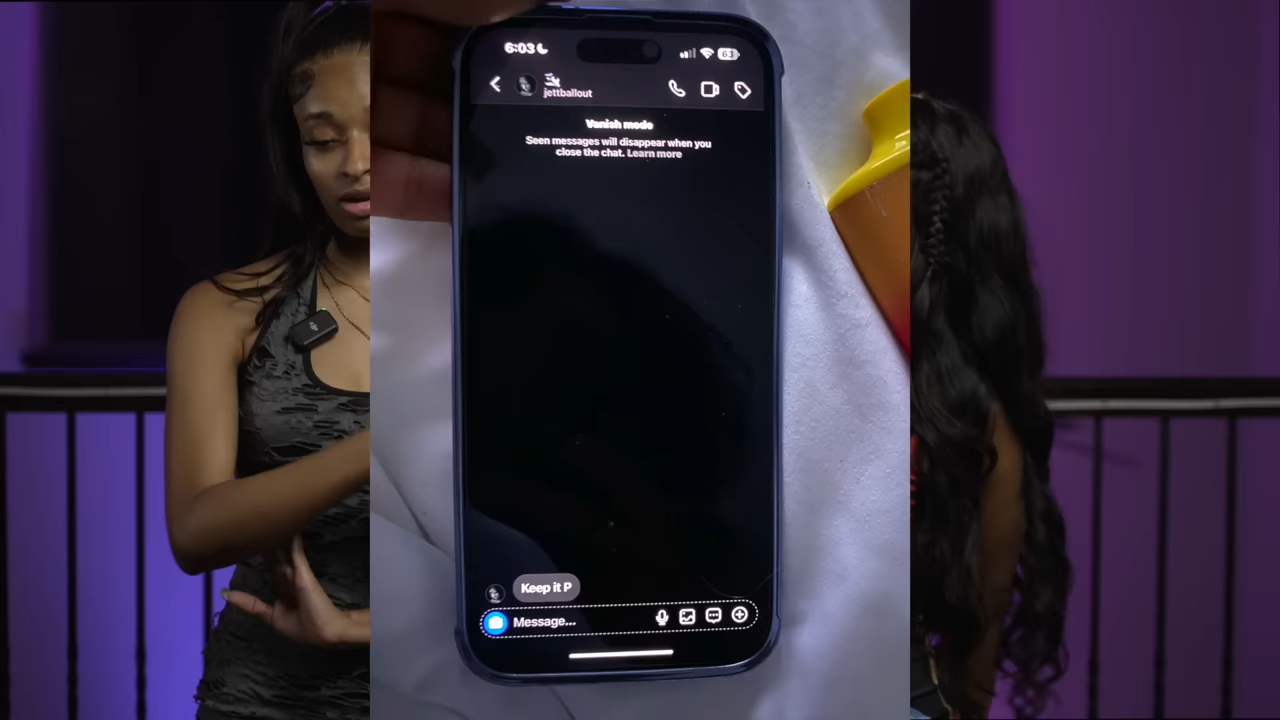 6:03
63
jettballout
Vanish mode
Seen messages will disappear when you
close the chat. Learn more
Keep it P
Message...